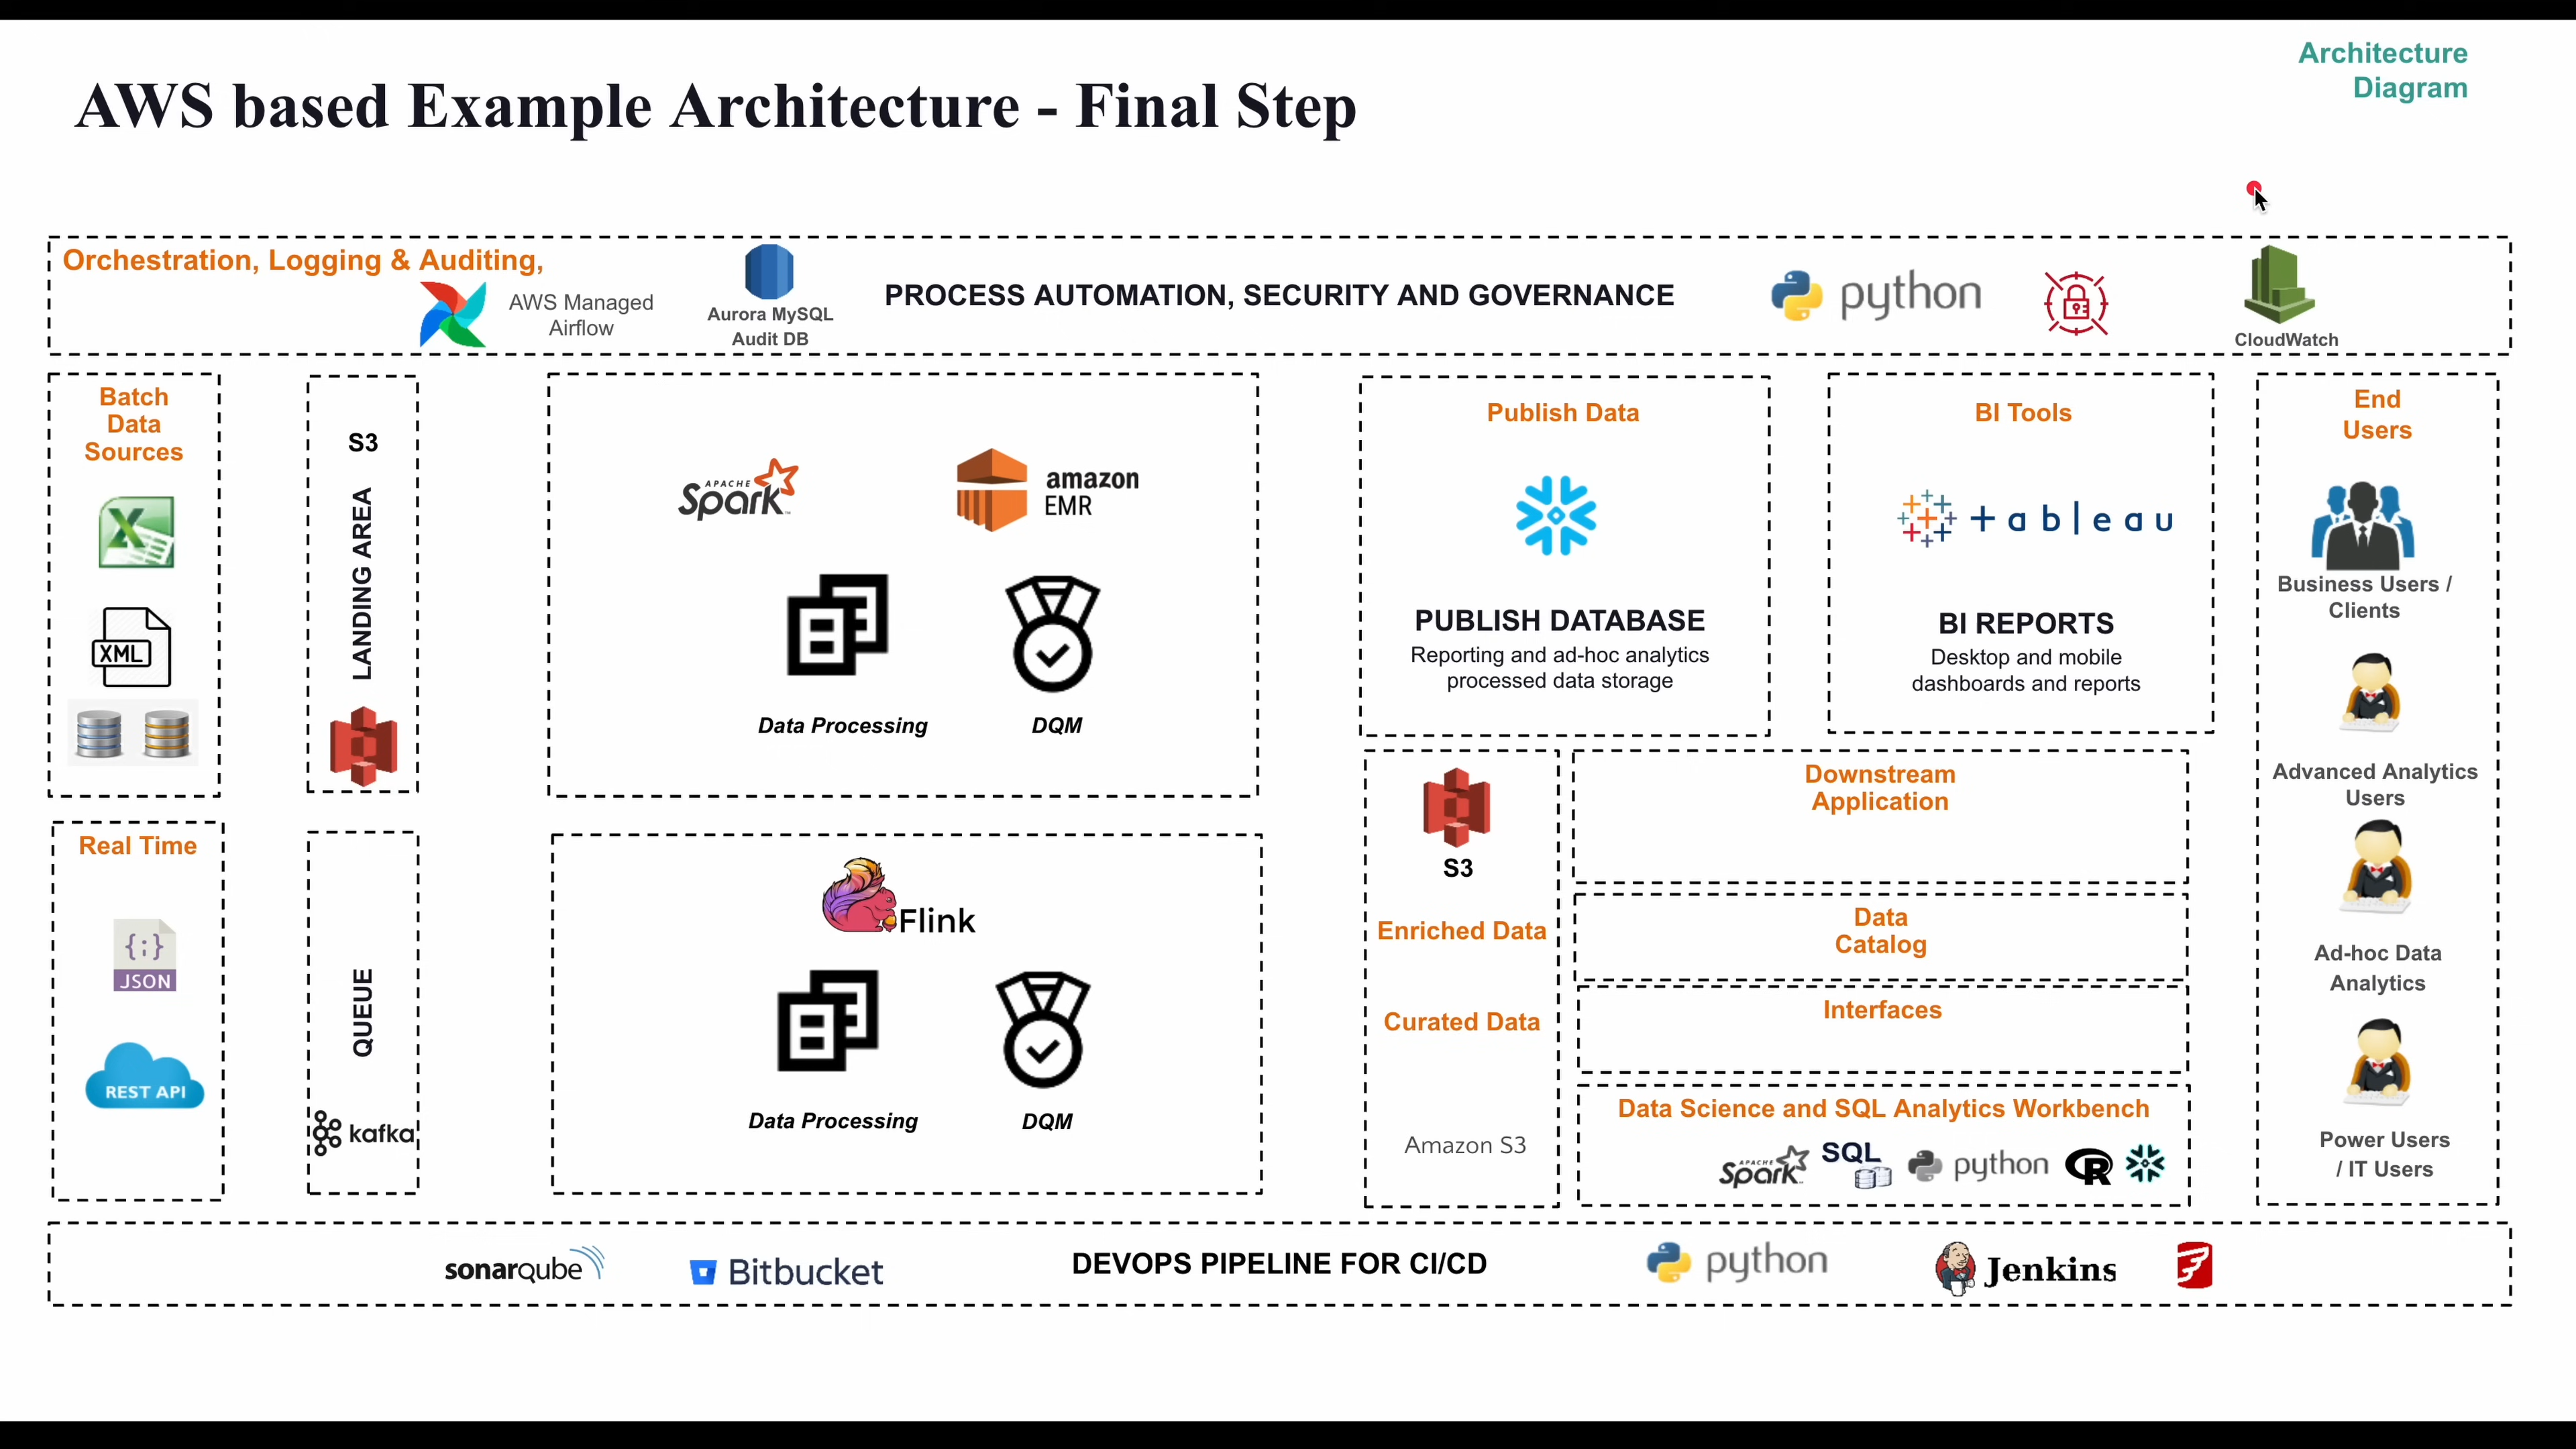 Architecture
Diagram
AWS based Example Architecture - Final Step
Orchestration, Logging & Auditing,
AWS Managed
Airflow
Aurora MySQL
Audit DB
PROCESS AUTOMATION, SECURITY AND GOVERNANCE
python
CloudWatch
Batch
Data
Sources
XML
S3
LANDING AREA
APACHE
Spark
amazon
EMR
Data Processing
DQM
Publish Data
PUBLISH DATABASE
Reporting and ad-hoc analytics
processed data storage
BI Tools
+ableau
BI REPORTS
Desktop and mobile
dashboards and reports
End
Users
Business Users /
Clients
Advanced Analytics
Users
Ad-hoc Data
Analytics
Power Users
/ IT Users
Real Time
{;}
JSON
REST API
QUEUE
kafka
Flink
Data Processing
DQM
S3
Enriched Data
Curated Data
Amazon S3
Downstream
Application
Data
Catalog
Interfaces
Data Science and SQL Analytics Workbench
APACHE
Spark
SQL
python
R
sonarqube
Bitbucket
DEVOPS PIPELINE FOR CI/CD
python
Jenkins